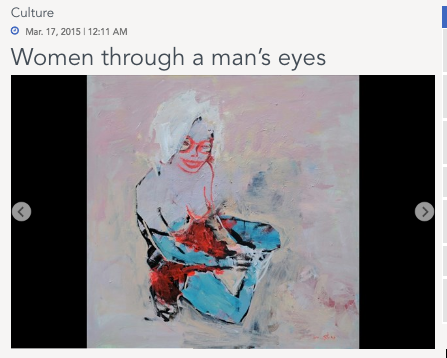 Culture
Mar. 17, 2015 | 12:11 AM
Women through a man’s eyes